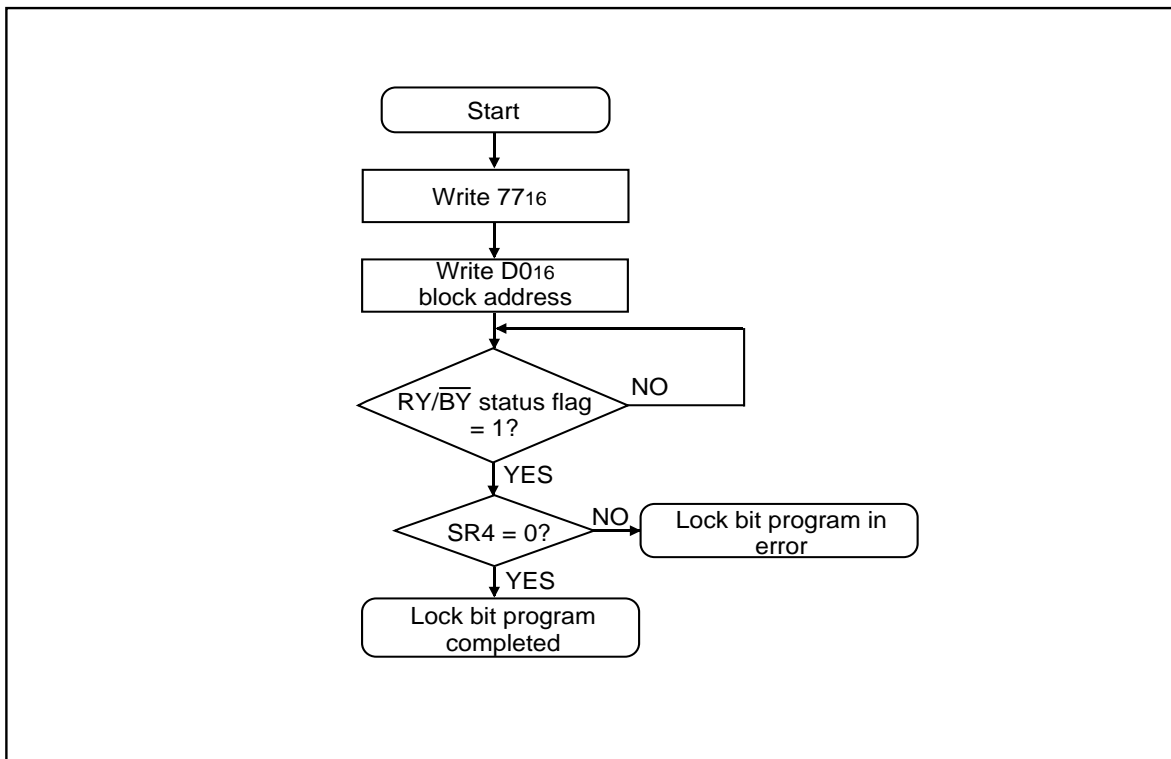 Start
Write 7716
Write D016
block address
RY/B̅Y̅ status flag
= 1?
NO
YES
SR4 = 0?
NO
Lock bit program in
error
YES
Lock bit program
completed